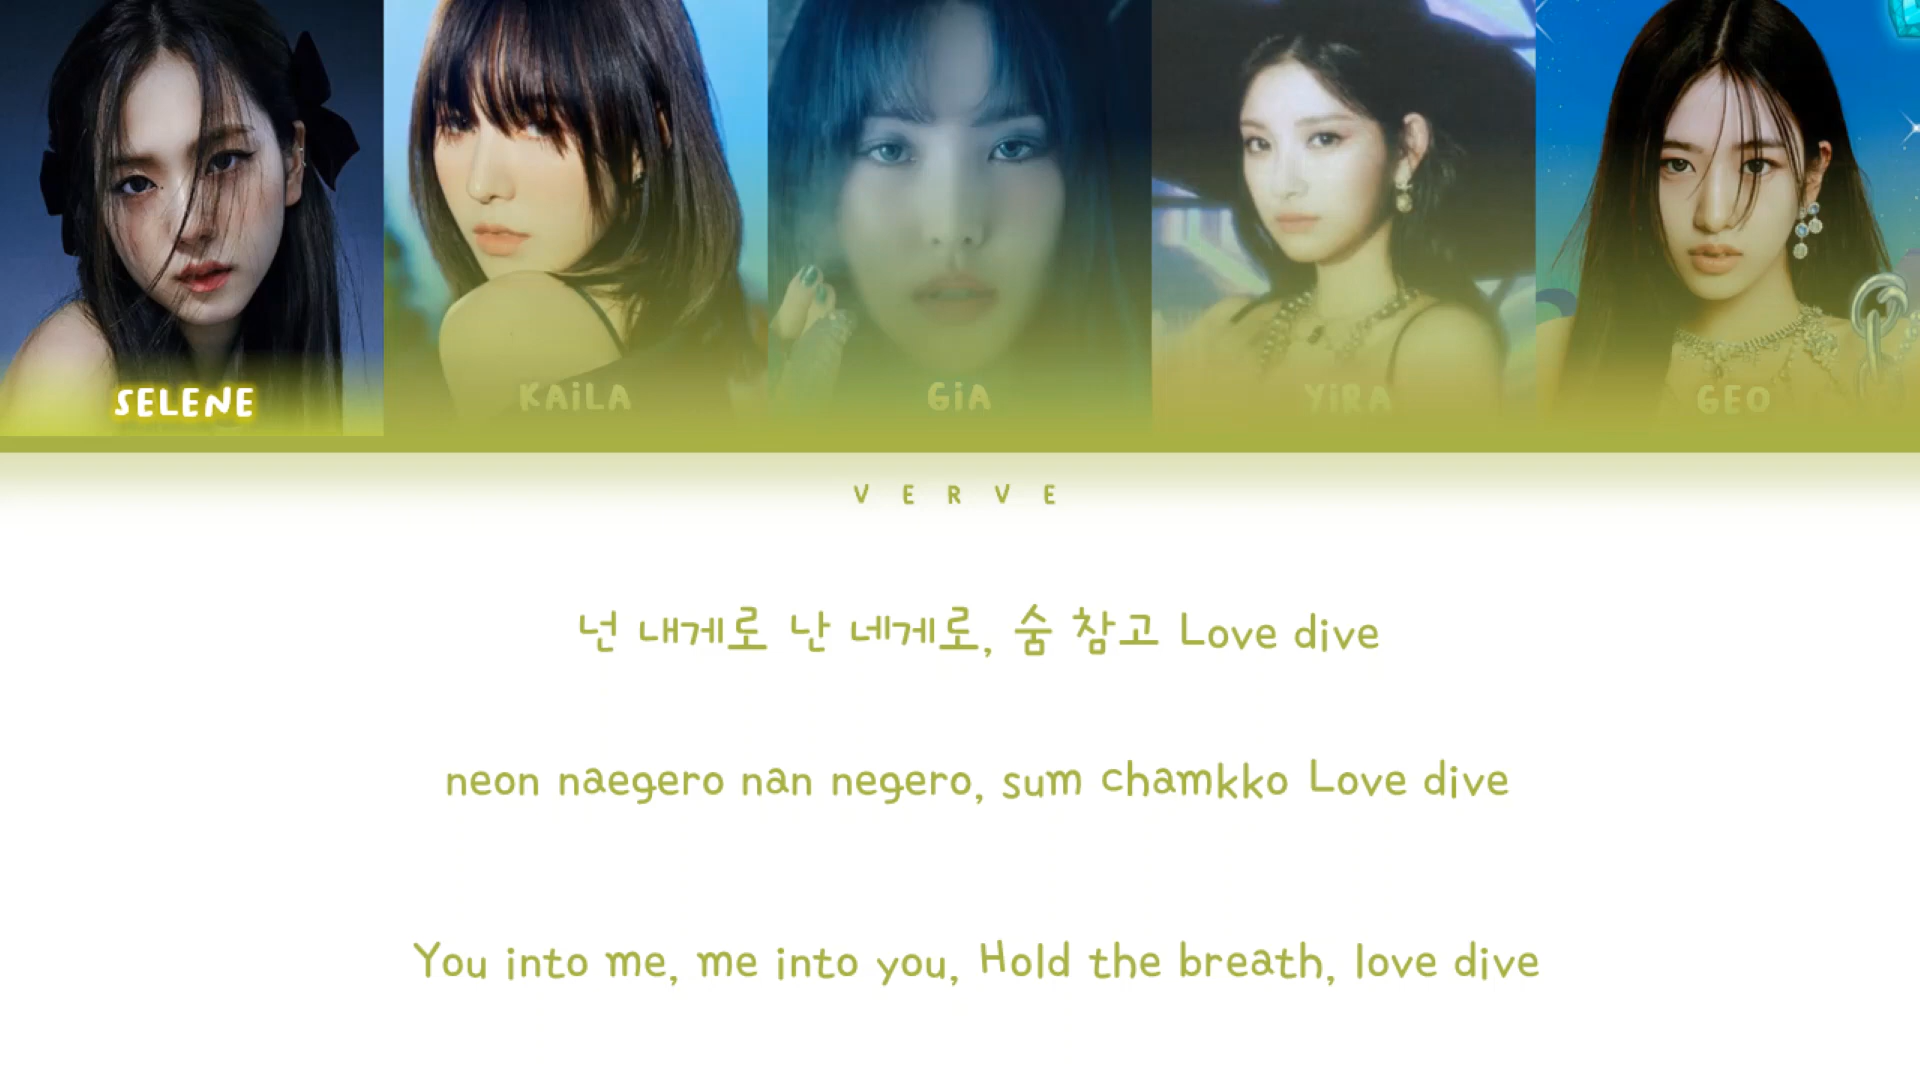 SELENE KAiLA GiA YiRA GEO
VERVE
넌 내게로 난 네게로, 숨 참고 Love dive
neon naegero nan negero, sum chamkko Love dive
You into me, me into you, Hold the breath, love dive